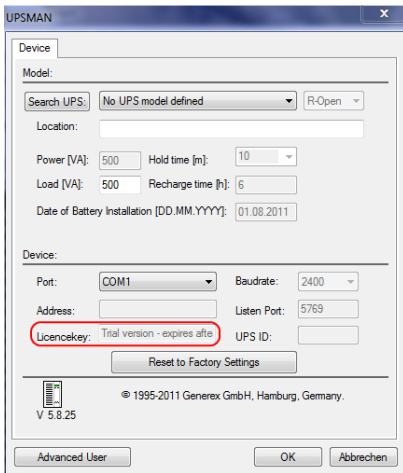 UPSMAN
x
Device
Model:
Search UPS: No UPS model defined R-Open
Location:
Power [VA]: 500 Hold time [m]: 10
Load [VA]: 500 Recharge time [h]: 6
Date of Battery Installation [DD.MM.YYYY]: 01.08.2011
Device:
Port: COM1 Baudrate: 2400
Address: Listen Port: 5769
Licencekey: Trial version - expires afte UPS ID:
Reset to Factory Settings
© 1995-2011 Generex GmbH, Hamburg, Germany.
V 5.8.25
Advanced User OK Abbrechen